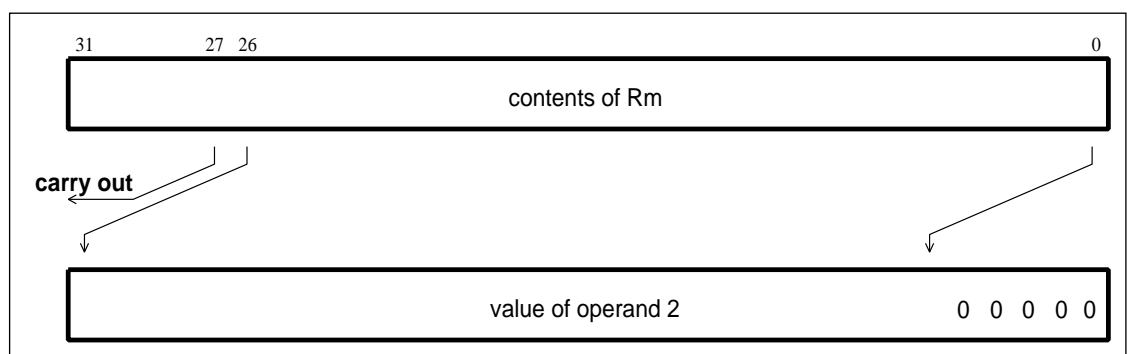 31 27 26 0
contents of Rm
carry out
value of operand 2 0 0 0 0 0